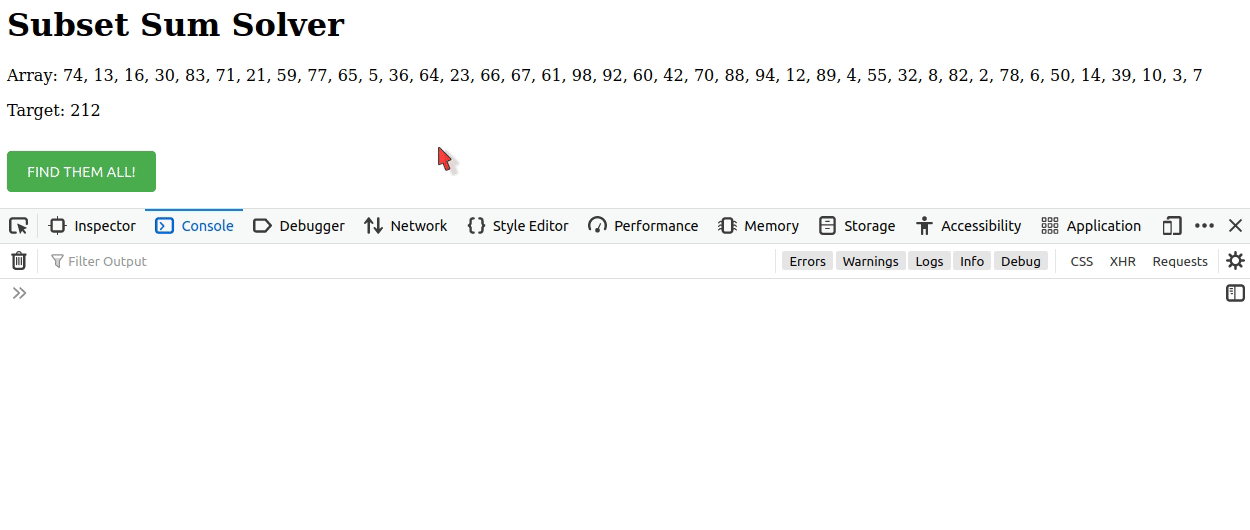 Subset Sum Solver
Array: 74, 13, 16, 30, 83, 71, 21, 59, 77, 65, 5, 36, 64, 23, 66, 67, 61, 98, 92, 60, 42, 70, 88, 94, 12, 89, 4, 55, 32, 8, 82, 2, 78, 6, 50, 14, 39, 10, 3, 7
Target: 212
FIND THEM ALL!
Inspector Console Debugger Network Style Editor Performance Memory Storage Accessibility Application
Filter Output Errors Warnings Logs Info Debug CSS XHR Requests